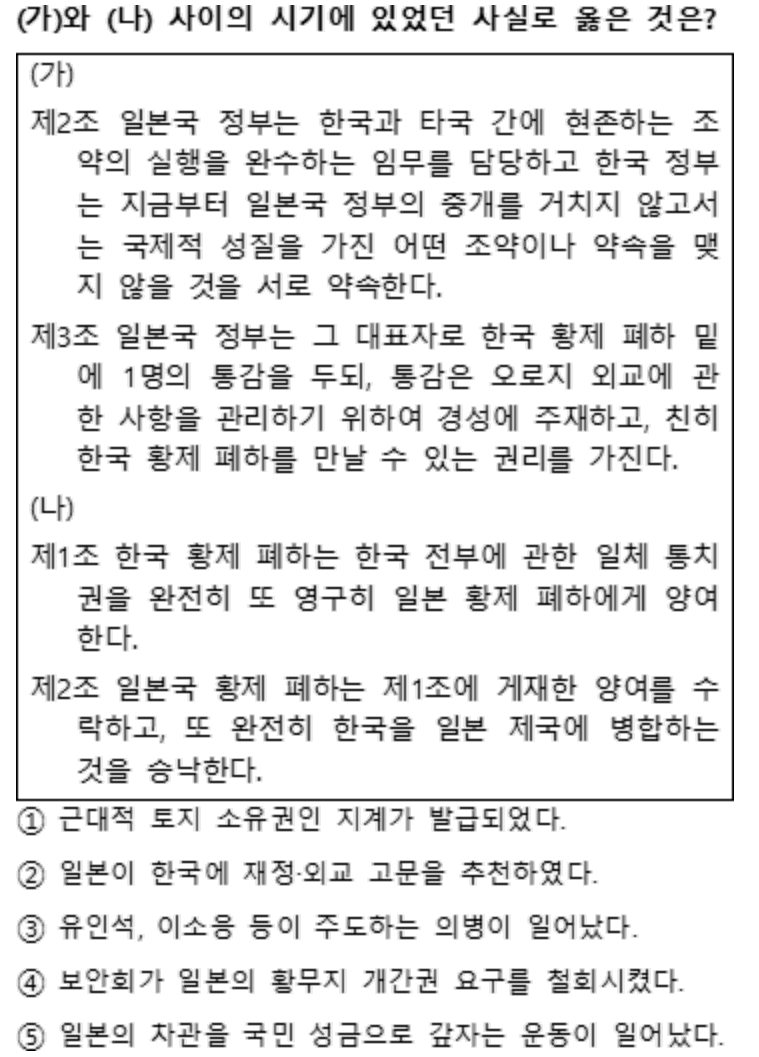 (가)와 (나) 사이의 시기에 있었던 사실로 옳은 것은?
(가)
제2조 일본국 정부는 한국과 타국 간에 현존하는 조
약의 실행을 완수하는 임무를 담당하고 한국 정부
는 지금부터 일본국 정부의 중개를 거치지 않고서
는 국제적 성질을 가진 어떤 조약이나 약속을 맺
지 않을 것을 서로 약속한다.
제3조 일본국 정부는 그 대표자로 한국 황제 폐하 밑
에 1명의 통감을 두되, 통감은 오로지 외교에 관
한 사항을 관리하기 위하여 경성에 주재하고, 친히
한국 황제 폐하를 만날 수 있는 권리를 가진다.
(나)
제1조 한국 황제 폐하는 한국 전부에 관한 일체 통치
권을 완전히 또 영구히 일본 황제 폐하에게 양여
한다.
제2조 일본국 황제 폐하는 제1조에 게재한 양여를 수
락하고, 또 완전히 한국을 일본 제국에 병합하는
것을 승낙한다.
① 근대적 토지 소유권인 지계가 발급되었다.
② 일본이 한국에 재정·외교 고문을 추천하였다.
③ 유인석, 이소응 등이 주도하는 의병이 일어났다.
④ 보안회가 일본의 황무지 개간권 요구를 철회시켰다.
⑤ 일본의 차관을 국민 성금으로 갚자는 운동이 일어났다.